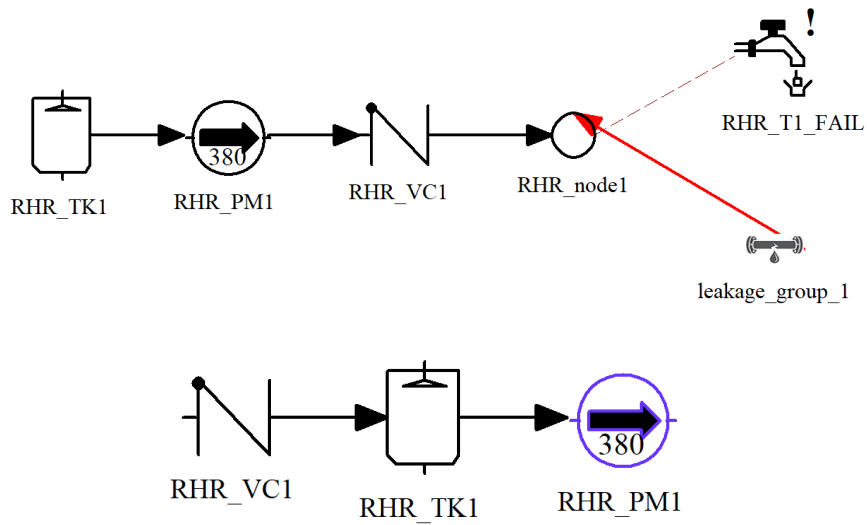 !
RHR_T1_FAIL
380
RHR_TK1
RHR_PM1
RHR_VC1
RHR_node1
leakage_group_1
380
RHR_VC1
RHR_TK1
RHR_PM1